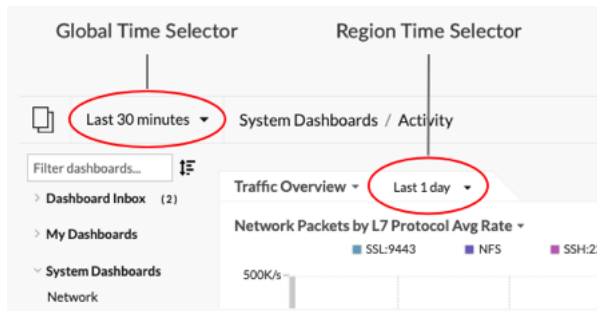 Global Time Selector
Region Time Selector
Last 30 minutes
System Dashboards / Activity
Filter dashboards...
Dashboard Inbox (2)
My Dashboards
System Dashboards
Network
Traffic Overview
Last 1 day
Network Packets by L7 Protocol Avg Rate
SSL:9443 NFS SSH:2
500K/s